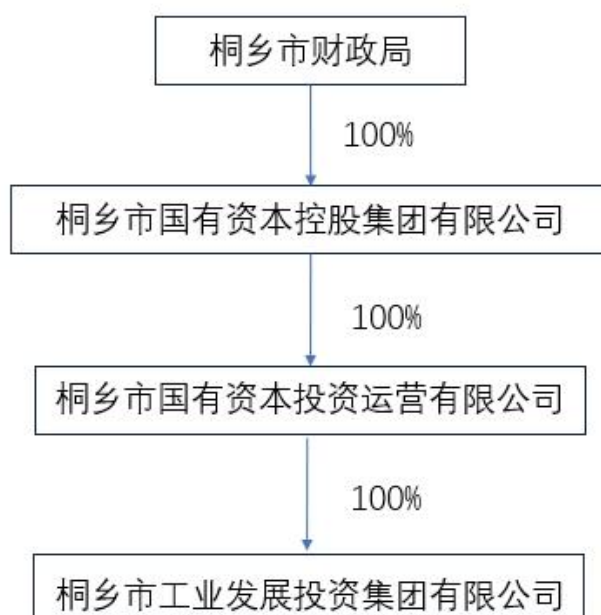 桐乡市财政局
100%
桐乡市国有资本控股集团有限公司
100%
桐乡市国有资本投资运营有限公司
100%
桐乡市工业发展投资集团有限公司